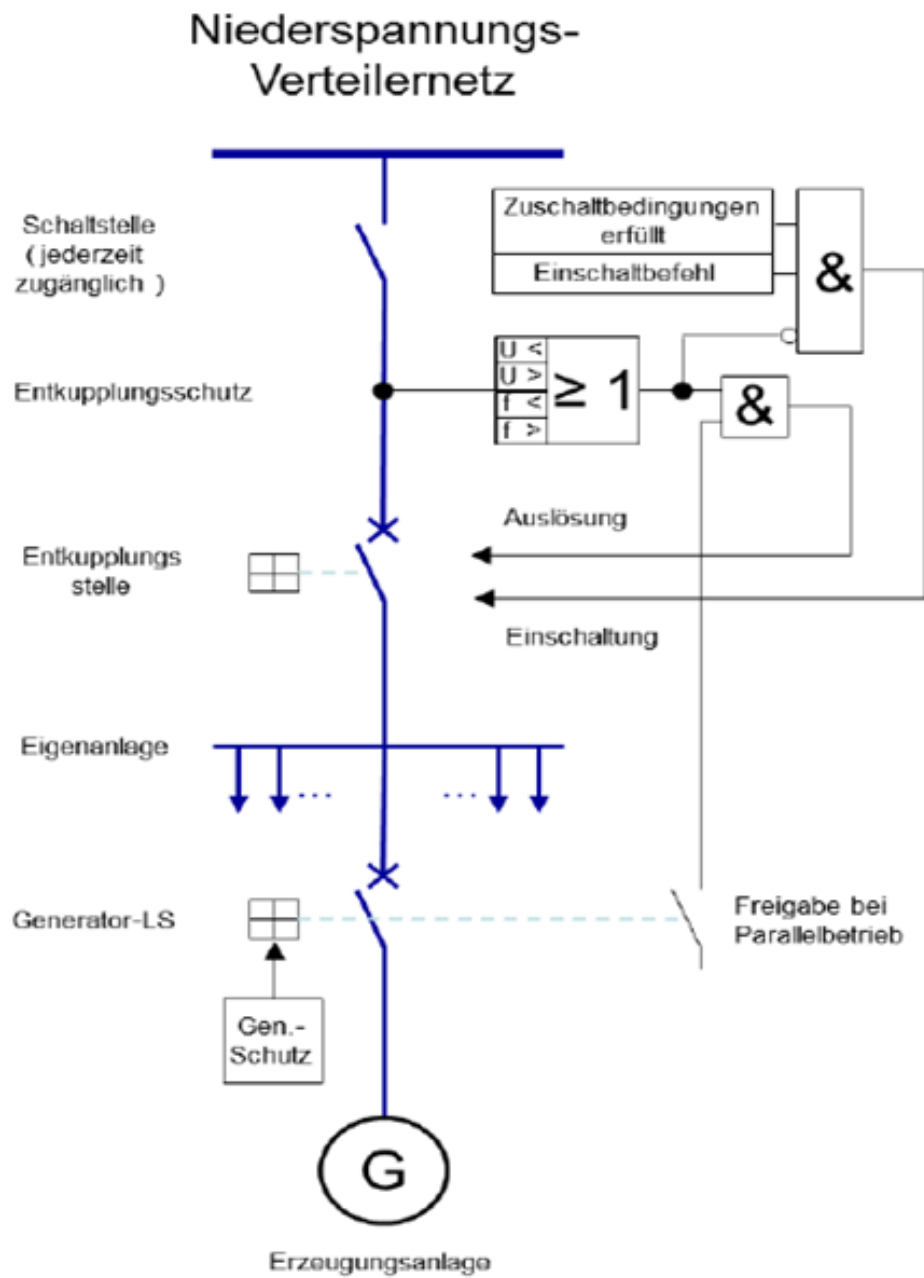 Niederspannungs-
Verteilernetz
Schaltstelle
( jederzeit
zugänglich )
Zuschaltbedingungen
erfüllt
Einschaltbefehl
&
Entkupplungsschutz
U <
U >
f <
f >
≥ 1
&
Auslösung
Entkupplungs
stelle
Einschaltung
Eigenanlage
... ...
Generator-LS
Freigabe bei
Parallelbetrieb
Gen.-
Schutz
G
Erzeugungsanlage